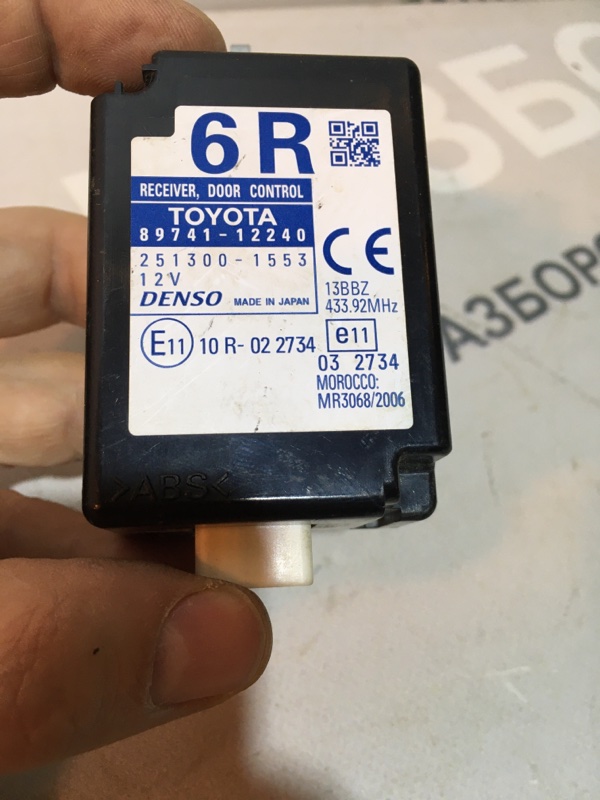 6R
RECEIVER, DOOR CONTROL
TOYOTA
89741-12240
251300-1553
12V
DENSO MADE IN JAPAN
CE
13BBZ
433.92MHz
E11 10 R-02 2734
e11
03 2734
MOROCCO:
MR3068/2006
>ABS<
АЗБОРО